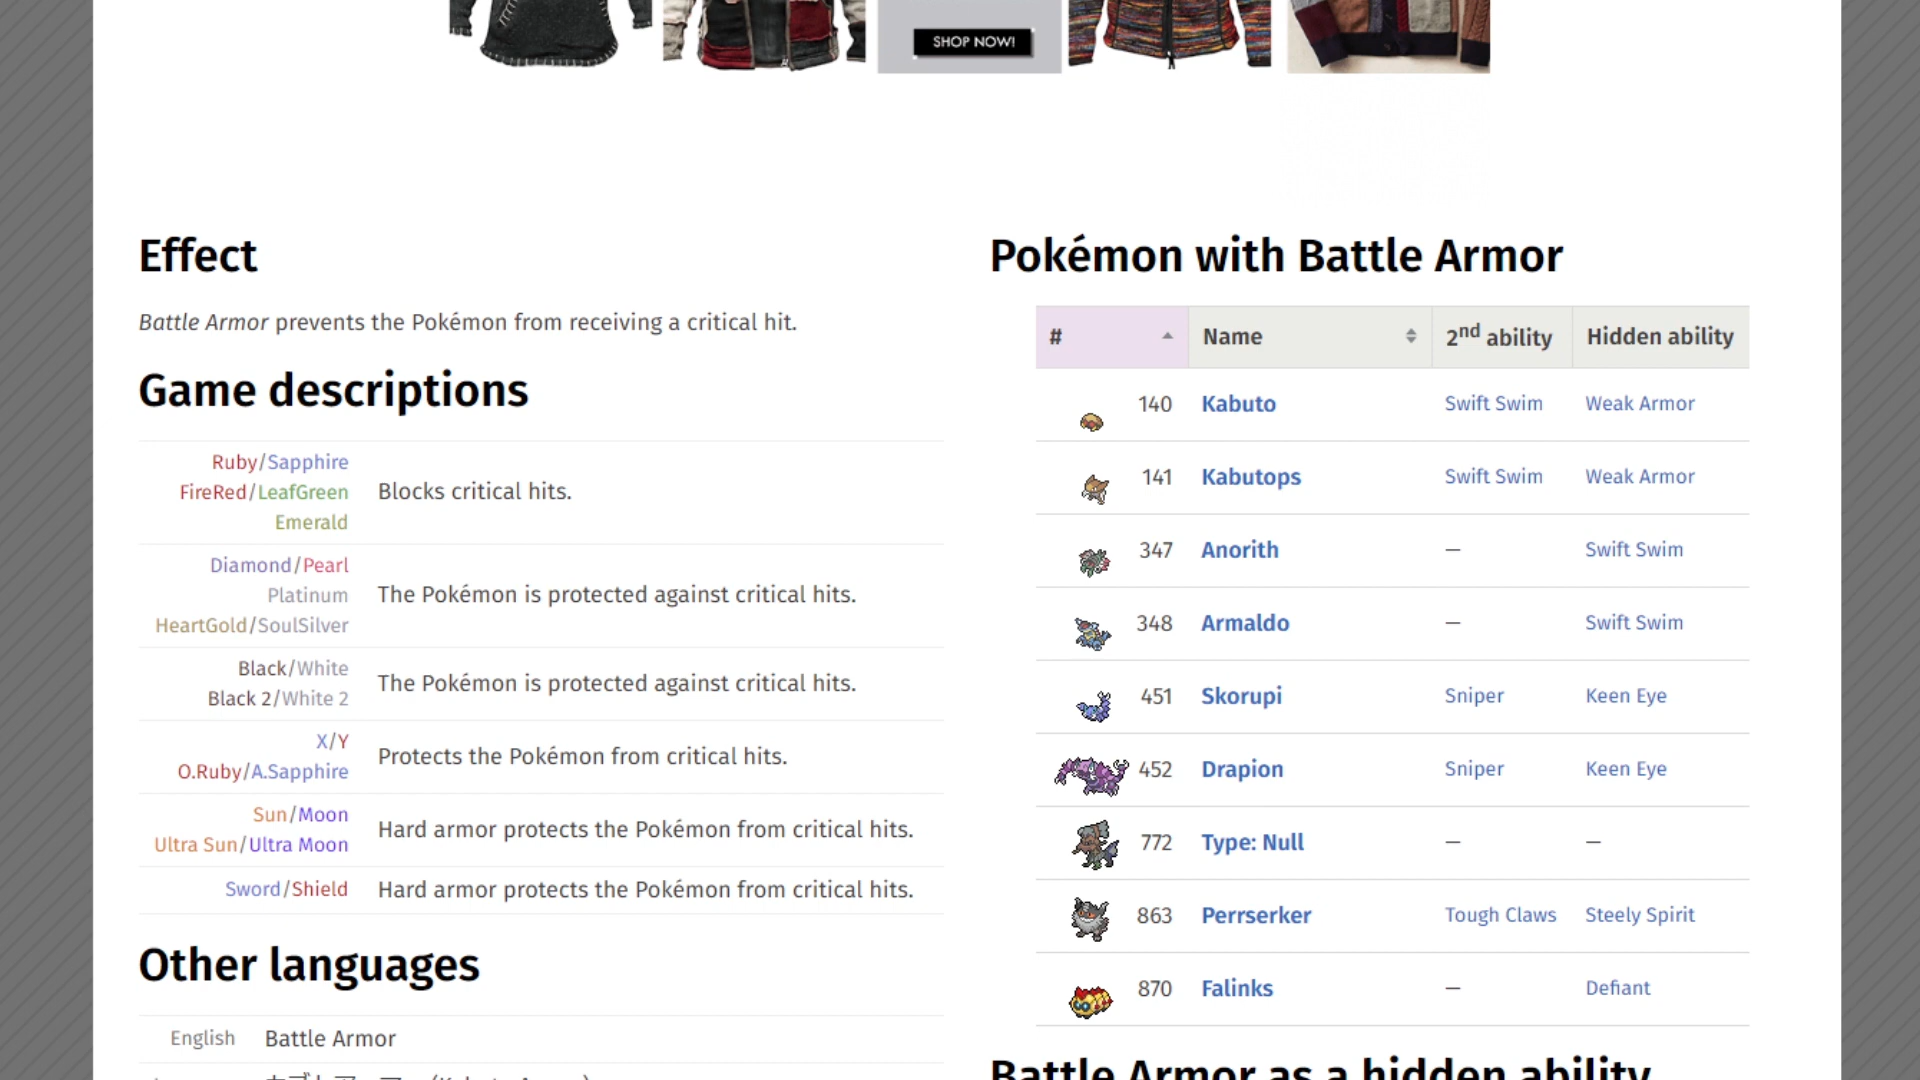 SHOP NOW!
Effect
Battle Armor prevents the Pokémon from receiving a critical hit.
Game descriptions
Ruby/Sapphire
FireRed/LeafGreen
Emerald
Blocks critical hits.
Diamond/Pearl
Platinum
HeartGold/SoulSilver
The Pokémon is protected against critical hits.
Black/White
Black 2/White 2
The Pokémon is protected against critical hits.
X/Y
O.Ruby/A.Sapphire
Protects the Pokémon from critical hits.
Sun/Moon
Ultra Sun/Ultra Moon
Hard armor protects the Pokémon from critical hits.
Sword/Shield
Hard armor protects the Pokémon from critical hits.
Other languages
English Battle Armor
Pokémon with Battle Armor
# Name 2nd ability Hidden ability
140 Kabuto Swift Swim Weak Armor
141 Kabutops Swift Swim Weak Armor
347 Anorith — Swift Swim
348 Armaldo — Swift Swim
451 Skorupi Sniper Keen Eye
452 Drapion Sniper Keen Eye
772 Type: Null — —
863 Perrserker Tough Claws Steely Spirit
870 Falinks — Defiant
Battle Armor as a hidden ability